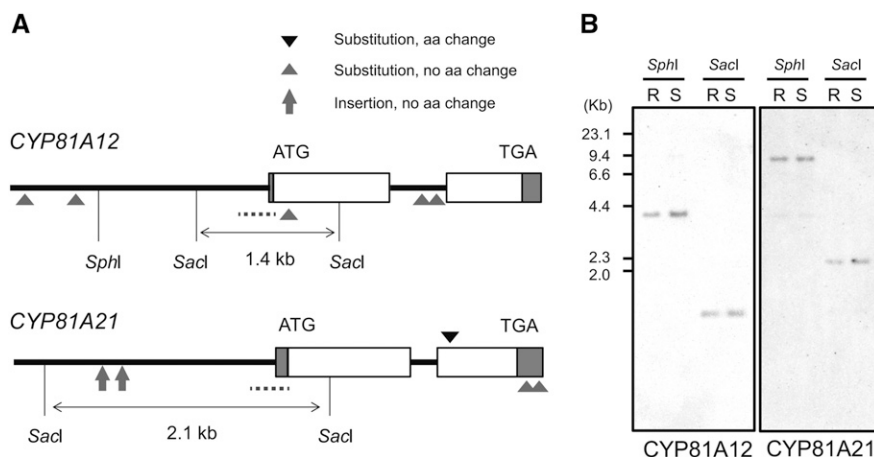 A
Substitution, aa change
Substitution, no aa change
Insertion, no aa change
CYP81A12
ATG
TGA
SphI
SacI
1.4 kb
SacI
CYP81A21
ATG
TGA
SacI
2.1 kb
SacI
B
SphI SacI SphI SacI
R S R S R S R S
(Kb)
23.1
9.4
6.6
4.4
2.3
2.0
CYP81A12 CYP81A21